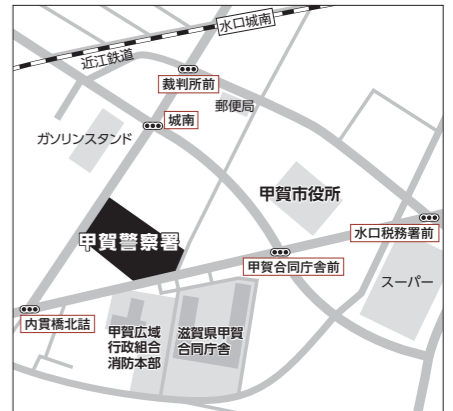 水口城南
近江鉄道
裁判所前
郵便局
城南
ガソリンスタンド
甲賀市役所
水口税務署前
甲賀警察署
甲賀合同庁舎前
スーパー
内貫橋北詰
甲賀広域
行政組合
消防本部
滋賀県甲賀
合同庁舎